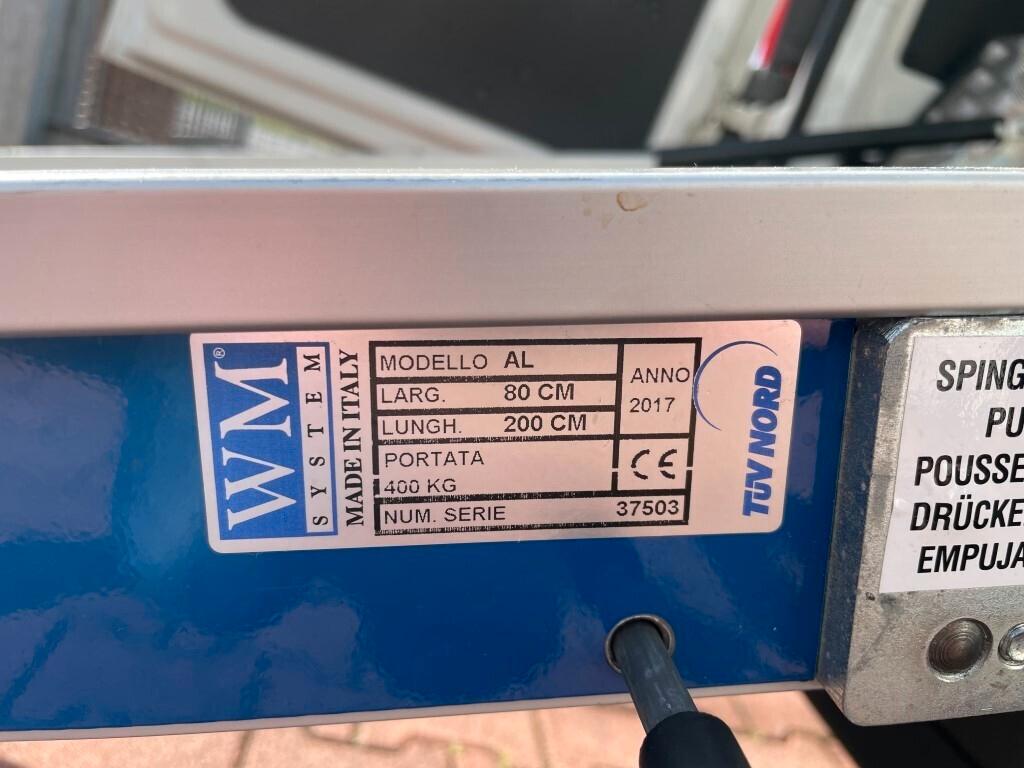 WM®
SYSTEM
MADE IN ITALY
MODELLO AL
LARG. 80 CM
LUNGH. 200 CM
PORTATA
400 KG
NUM. SERIE 37503
ANNO
2017
CE
TÜV NORD
SPING
PU
POUSSE
DRÜCKE
EMPUJA